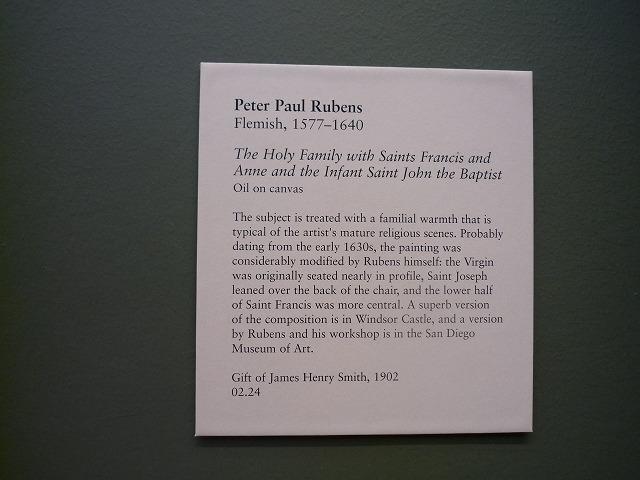 Peter Paul Rubens
Flemish, 1577–1640
The Holy Family with Saints Francis and
Anne and the Infant Saint John the Baptist
Oil on canvas
The subject is treated with a familial warmth that is
typical of the artist's mature religious scenes. Probably
dating from the early 1630s, the painting was
considerably modified by Rubens himself: the Virgin
was originally seated nearly in profile, Saint Joseph
leaned over the back of the chair, and the lower half
of Saint Francis was more central. A superb version
of the composition is in Windsor Castle, and a version
by Rubens and his workshop is in the San Diego
Museum of Art.
Gift of James Henry Smith, 1902
02.24